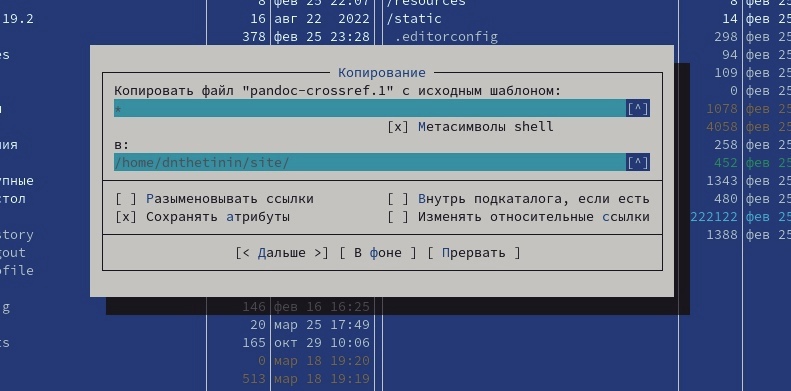 8 фев 25 22:07 /resources 8 фев 25
19.2 16 авг 22 2022 /static 14 фев 25
378 фев 25 23:28 .editorconfig 298 фев 25
es 94 фев 25
Копирование
109 фев 25
Копировать файл "pandoc-crossref.1" с исходным шаблоном:
0 фев 25
* [^]
1078 фев 25
[x] Метасимволы shell
4058 фев 25
ния в: 258 фев 25
/home/dnthetinin/site/ [^]
452 фев 25
упные 1343 фев 25
[ ] Разыменовывать ссылки [ ] Внутрь подкаталога, если есть
стол 480 фев 25
[x] Сохранять атрибуты [ ] Изменять относительные ссылки
222122 фев 25
story 1388 фев 25
gout [< Дальше >] [ В фоне ] [ Прервать ]
ofile
g 146 фев 16 16:25
20 мар 25 17:49
ts 165 окт 29 10:06
0 мар 18 19:20
513 мар 18 19:19